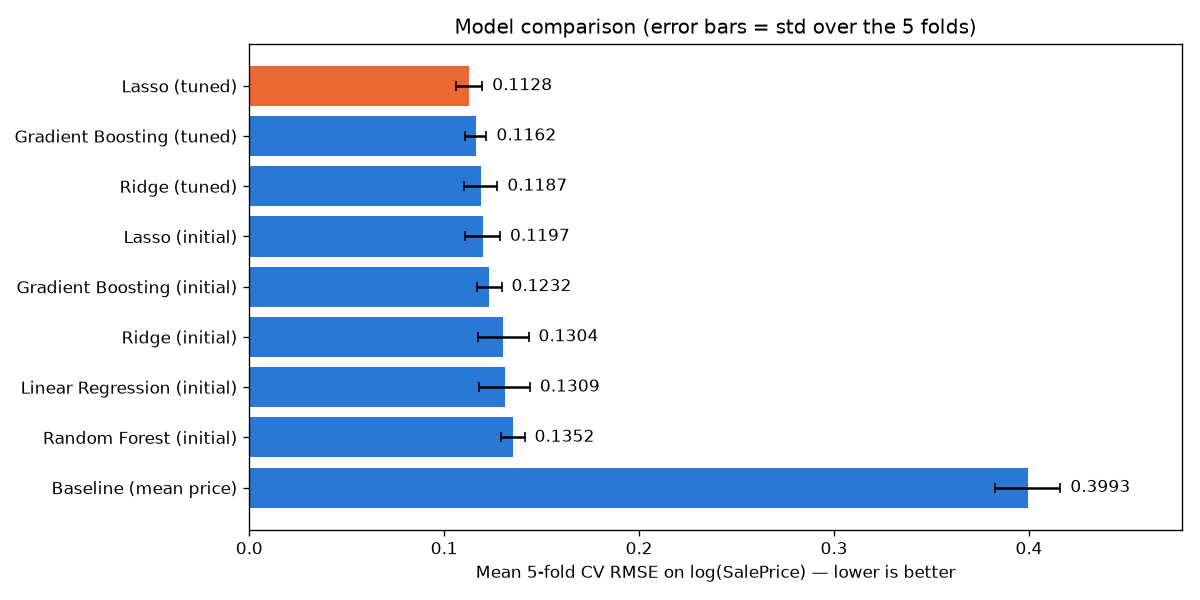 Model comparison (error bars = std over the 5 folds)
Lasso (tuned) 0.1128
Gradient Boosting (tuned) 0.1162
Ridge (tuned) 0.1187
Lasso (initial) 0.1197
Gradient Boosting (initial) 0.1232
Ridge (initial) 0.1304
Linear Regression (initial) 0.1309
Random Forest (initial) 0.1352
Baseline (mean price) 0.3993
0.0 0.1 0.2 0.3 0.4
Mean 5-fold CV RMSE on log(SalePrice) — lower is better